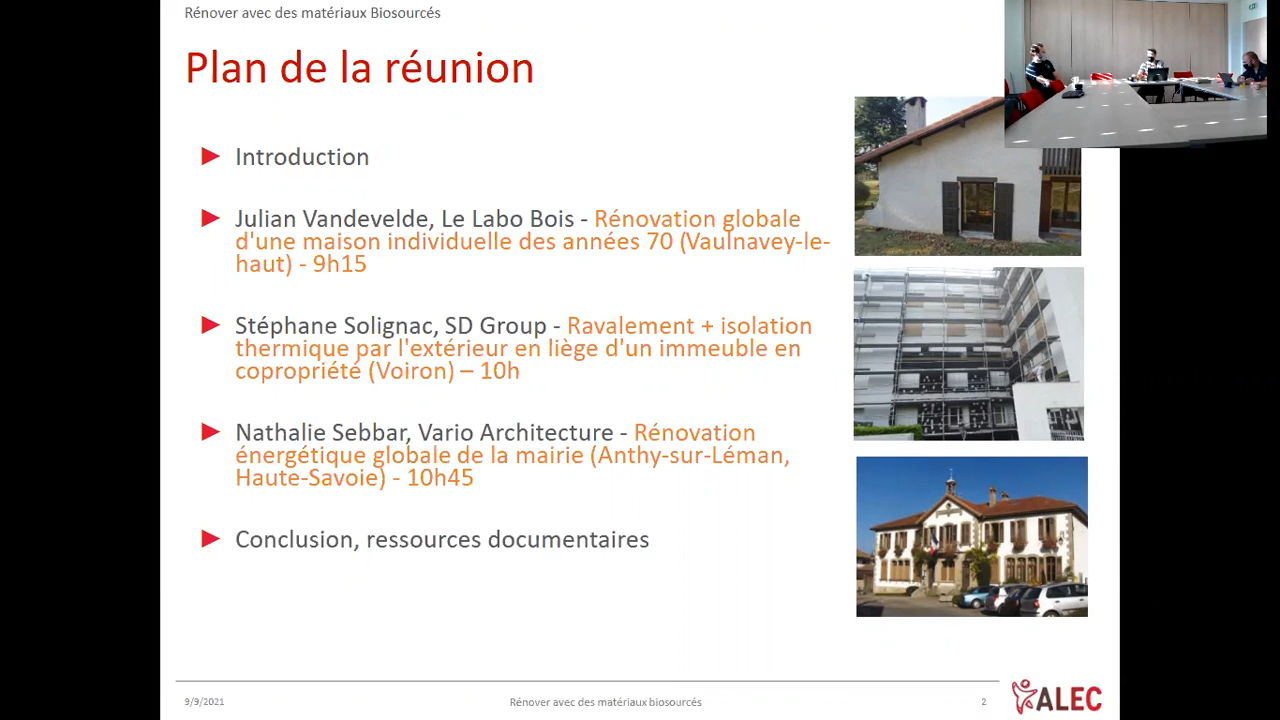 Rénover avec des matériaux Biosourcés
Plan de la réunion
Introduction
Julian Vandevelde, Le Labo Bois - Rénovation globale
d'une maison individuelle des années 70 (Vaulnavey-le-
haut) - 9h15
Stéphane Solignac, SD Group - Ravalement + isolation
thermique par l'extérieur en liège d'un immeuble en
copropriété (Voiron) – 10h
Nathalie Sebbar, Vario Architecture - Rénovation
énergétique globale de la mairie (Anthy-sur-Léman,
Haute-Savoie) - 10h45
Conclusion, ressources documentaires
9/9/2021
Rénover avec des matériaux biosourcés
2
ALEC